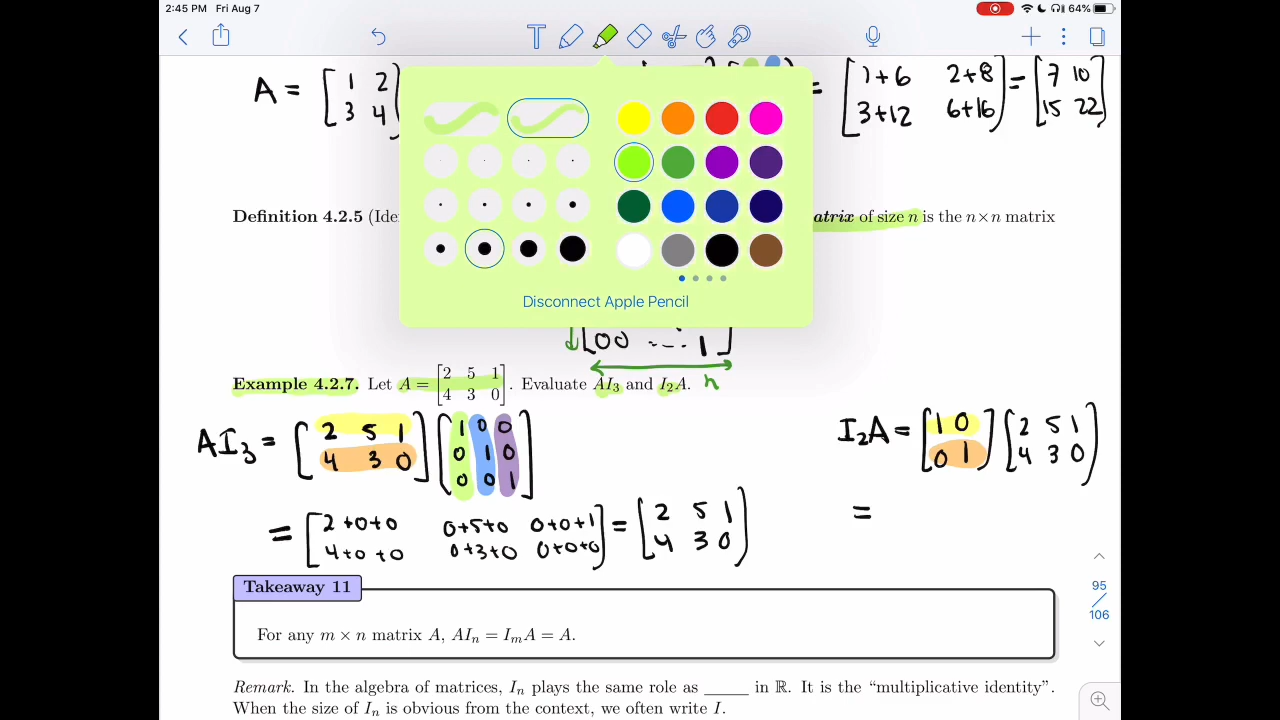 2:45 PM Fri Aug 7
64%
T
A = [1 2
3 4
= [1+6 2+8
3+12 6+16] = [7 10
15 22]
Definition 4.2.5 (Ide
atrix of size n is the n×n matrix
Disconnect Apple Pencil
[00 ... 1]
n
Example 4.2.7. Let A = [2 5 1
4 3 0]. Evaluate AI₃ and I₂A.
AI₃ = [2 5 1
4 3 0] [1 0 0
0 1 0
0 0 1]
= [2+0+0 0+5+0 0+0+1
4+0+0 0+3+0 0+0+0] = [2 5 1
4 3 0]
I₂A = [1 0
0 1] [2 5 1
4 3 0]
=
95
106
Takeaway 11
For any m × n matrix A, AIₙ = IₘA = A.
Remark. In the algebra of matrices, Iₙ plays the same role as _____ in ℝ. It is the “multiplicative identity”.
When the size of Iₙ is obvious from the context, we often write I.